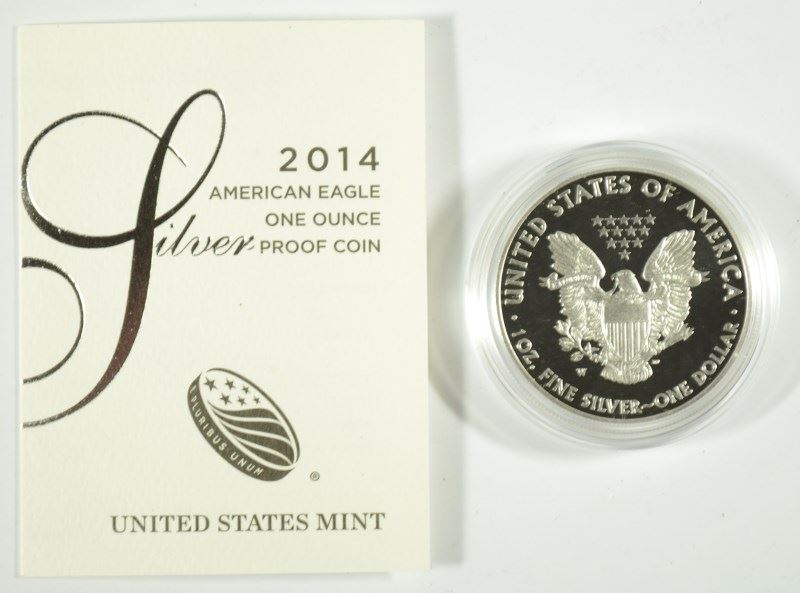 2014
AMERICAN EAGLE
ONE OUNCE
Silver PROOF COIN
E PLURIBUS UNUM
®
UNITED STATES MINT
· UNITED STATES OF AMERICA ·
1 OZ. FINE SILVER~ONE DOLLAR
W